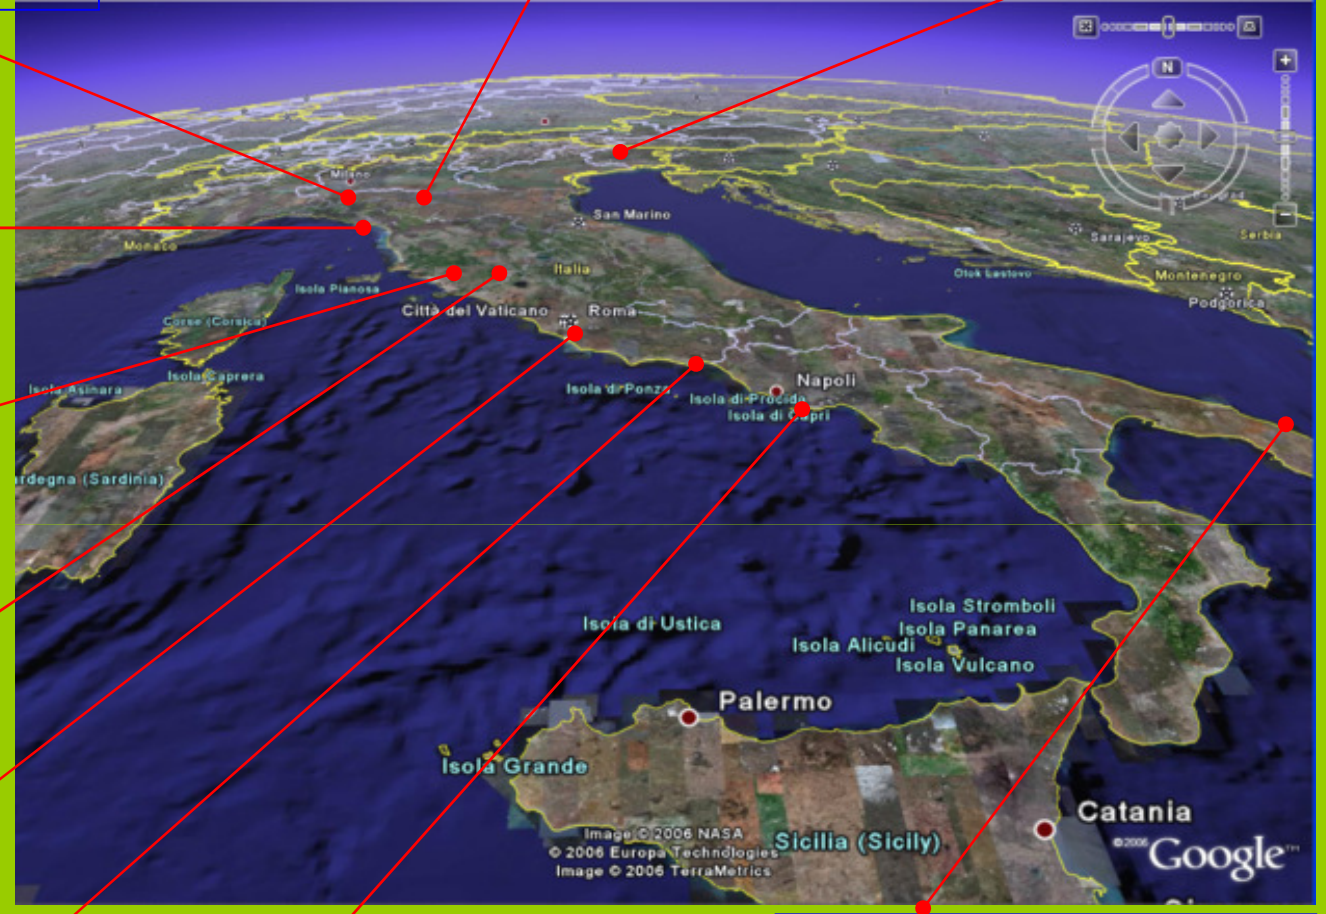 N
Milano
Beograd
San Marino
Sarajevo
Serbia
Monaco
Italia
Otok Lastovo
Montenegro
Isola Pianosa
Podgorica
Città del Vaticano
Roma
Corse (Corsica)
Isola Caprera
Napoli
Isola Asinara
Isola di Ponza
Isola di Procida
Isola di Capri
rdegna (Sardinia)
Isola Stromboli
Isola di Ustica
Isola Panarea
Isola Alicudi
Isola Vulcano
Palermo
Isola Grande
Catania
Image © 2006 NASA
Sicilia (Sicily)
© 2006 Europa Technologies
©2006 Google™
Image © 2006 TerraMetrics